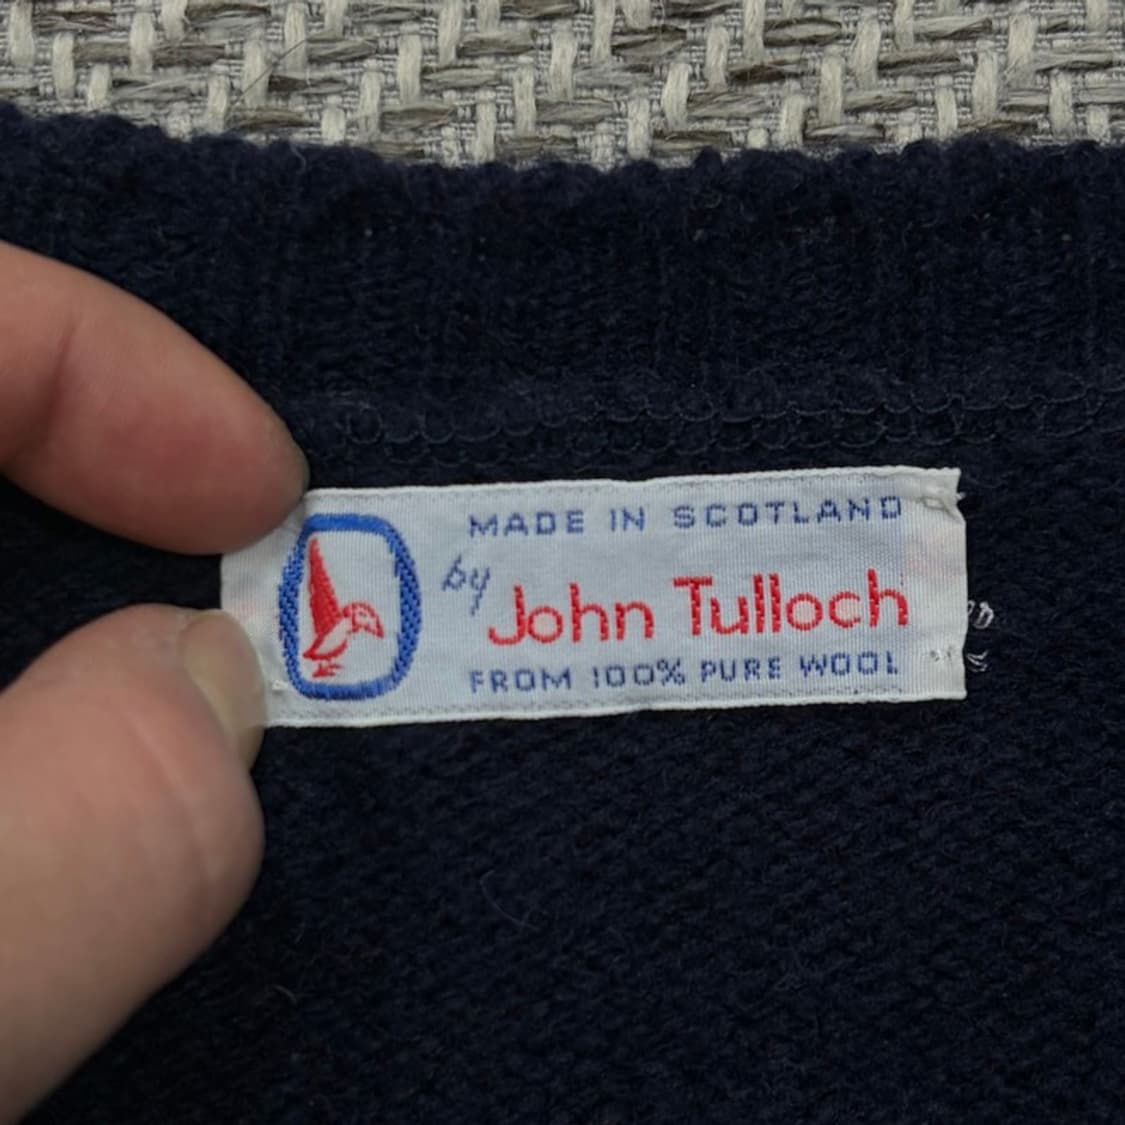 MADE IN SCOTLAND
by John Tulloch
FROM 100% PURE WOOL